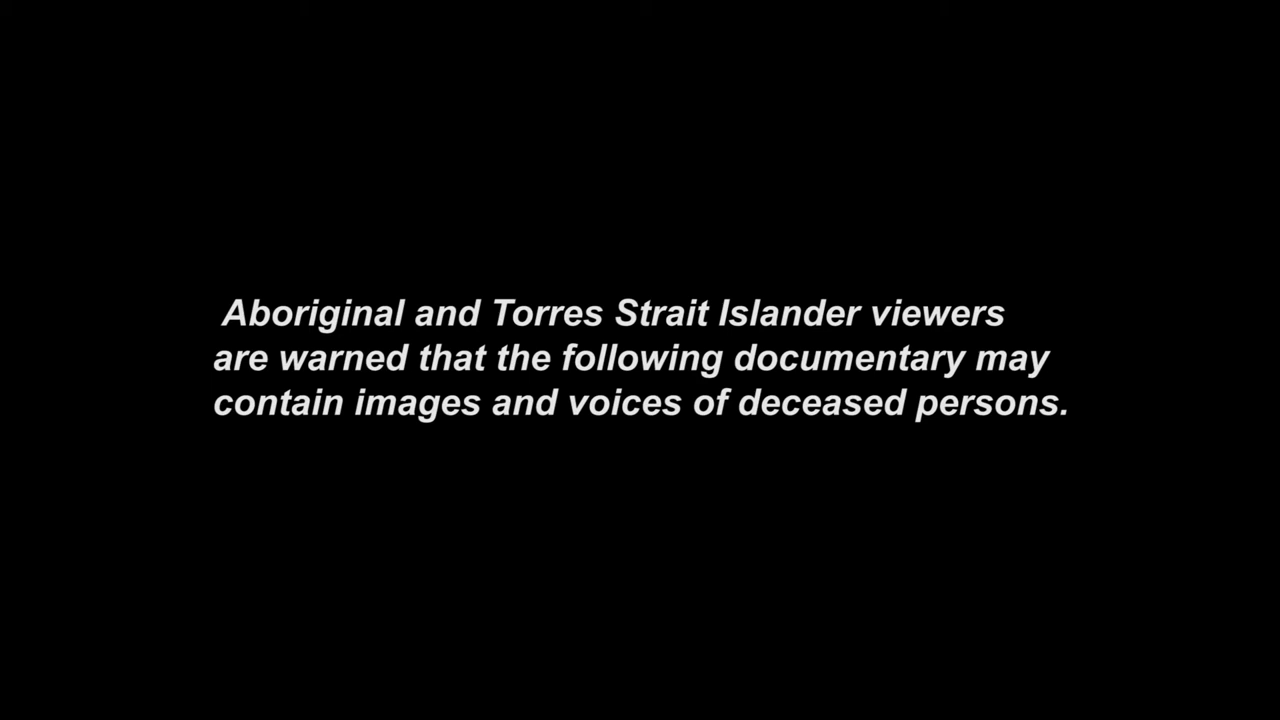 Aboriginal and Torres Strait Islander viewers
are warned that the following documentary may
contain images and voices of deceased persons.